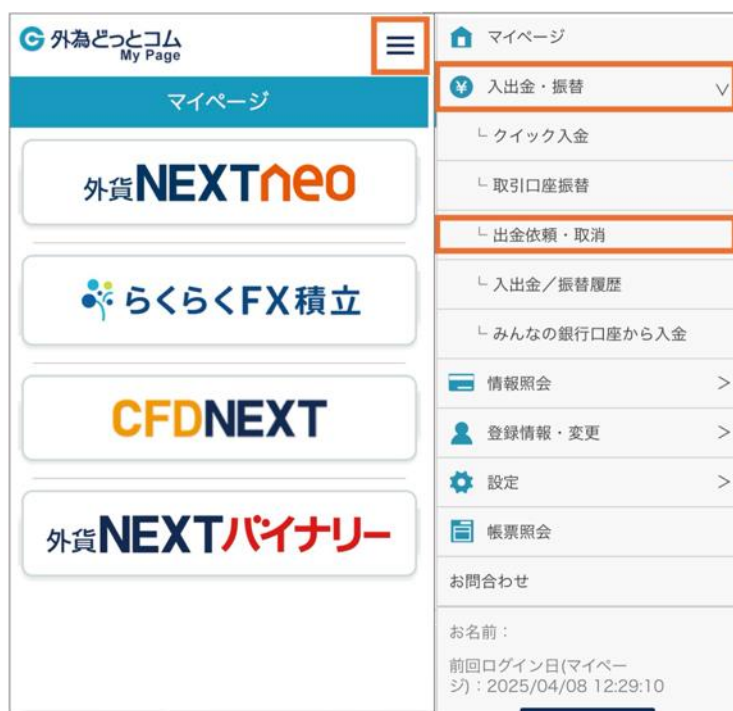 外為どっとコム
My Page
マイページ
外貨NEXTneo
らくらくFX積立
CFDNEXT
外貨NEXTバイナリー
マイページ
入出金・振替
クイック入金
取引口座振替
出金依頼・取消
入出金／振替履歴
みんなの銀行口座から入金
情報照会
登録情報・変更
設定
帳票照会
お問合わせ
お名前：
前回ログイン日(マイペー
ジ)：2025/04/08 12:29:10